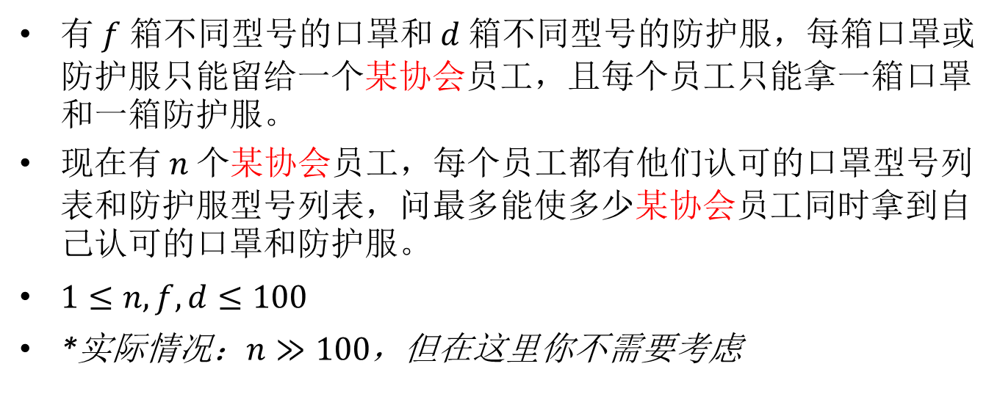 • 有 f 箱不同型号的口罩和 d 箱不同型号的防护服，每箱口罩或
防护服只能留给一个某协会员工，且每个员工只能拿一箱口罩
和一箱防护服。
• 现在有 n 个某协会员工，每个员工都有他们认可的口罩型号列
表和防护服型号列表，问最多能使多少某协会员工同时拿到自
己认可的口罩和防护服。
• 1 ≤ n, f, d ≤ 100
• *实际情况：n ≫ 100，但在这里你不需要考虑